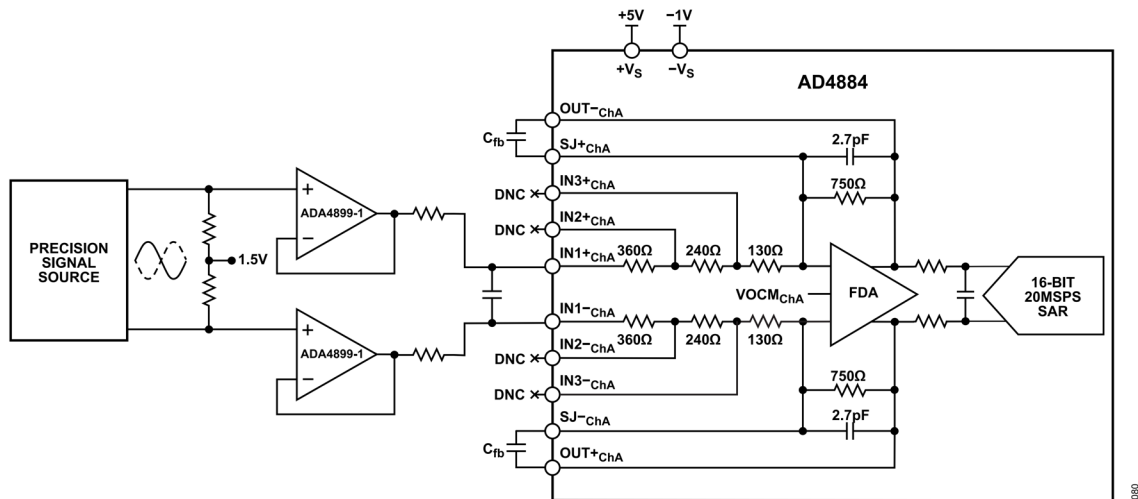 +5V
−1V
+VS
−VS
AD4884
OUT−ChA
Cfb
SJ+ChA
2.7pF
DNC
IN3+ChA
750Ω
DNC
IN2+ChA
ADA4899-1
PRECISION
SIGNAL
SOURCE
1.5V
IN1+ChA
360Ω
240Ω
130Ω
VOCMChA
FDA
16-BIT
20MSPS
SAR
IN1−ChA
360Ω
240Ω
130Ω
ADA4899-1
DNC
IN2−ChA
DNC
IN3−ChA
750Ω
SJ−ChA
2.7pF
Cfb
OUT+ChA
080